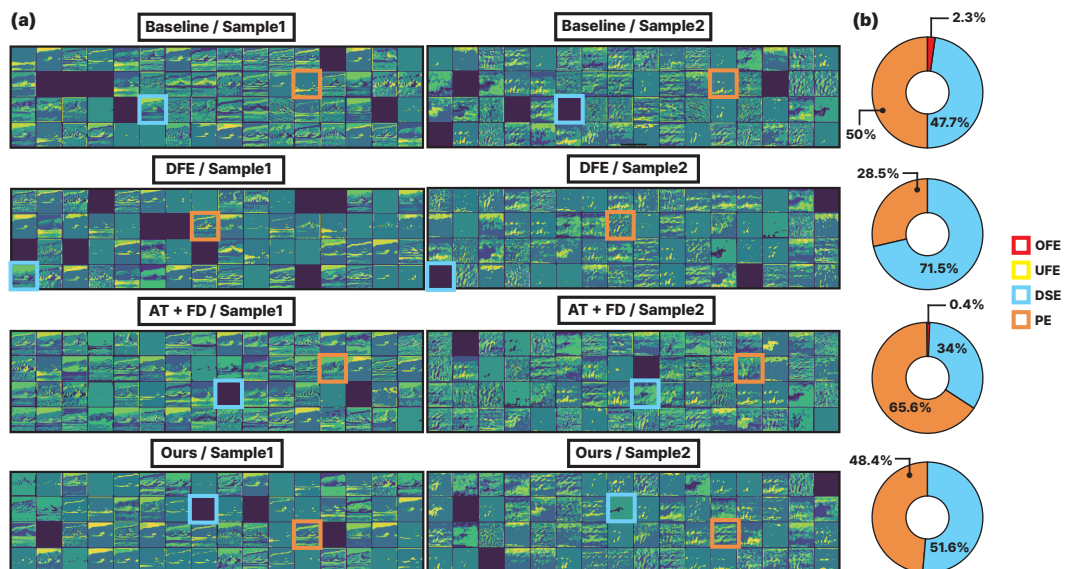 (a)
Baseline / Sample1
Baseline / Sample2
(b)
2.3%
50%
47.7%
DFE / Sample1
DFE / Sample2
28.5%
71.5%
OFE
UFE
DSE
PE
AT + FD / Sample1
AT + FD / Sample2
0.4%
34%
65.6%
Ours / Sample1
Ours / Sample2
48.4%
51.6%